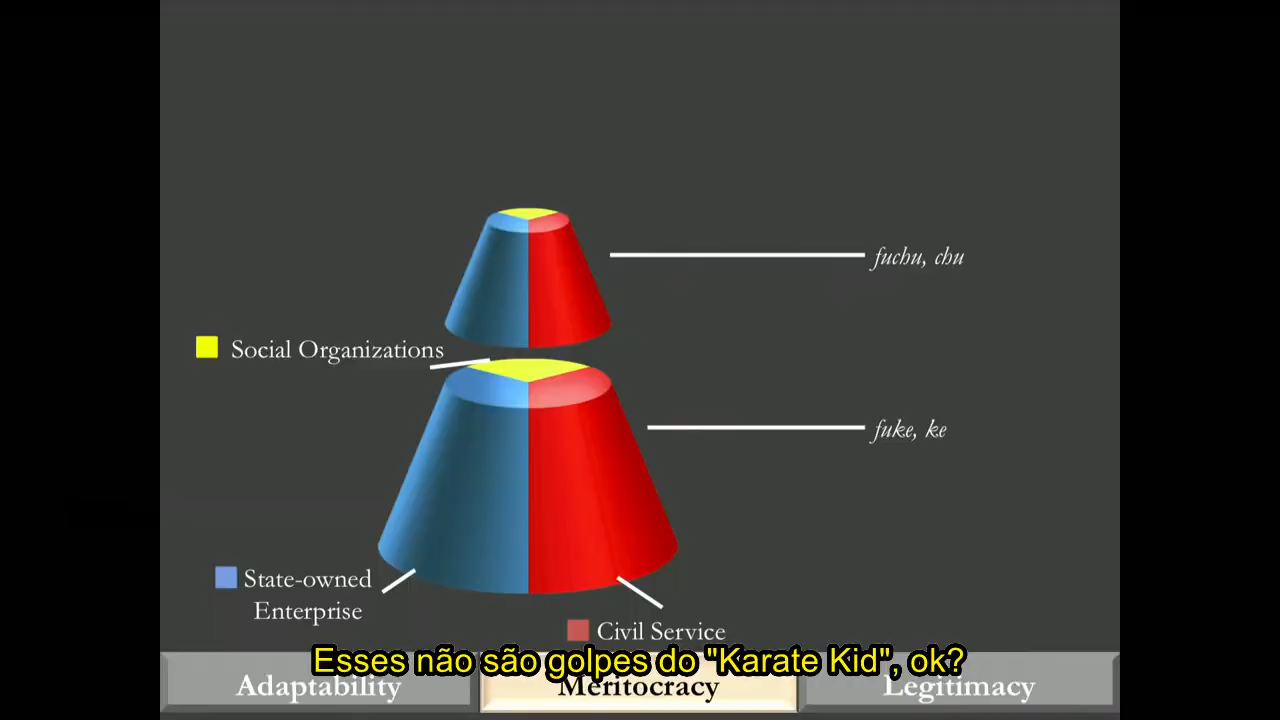 fuchu, chu
Social Organizations
fuke, ke
State-owned
Enterprise
Civil Service
Esses não são golpes do "Karate Kid", ok?
Adaptability
Meritocracy
Legitimacy